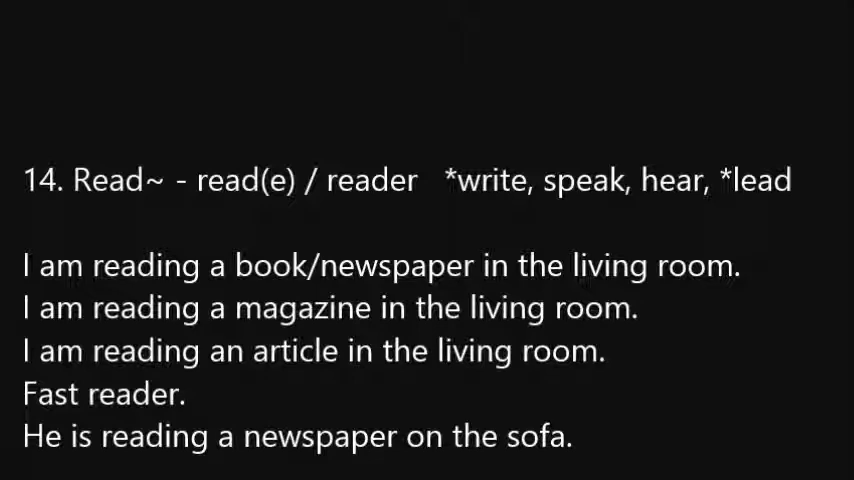 14. Read~ - read(e) / reader *write, speak, hear, *lead
I am reading a book/newspaper in the living room.
I am reading a magazine in the living room.
I am reading an article in the living room.
Fast reader.
He is reading a newspaper on the sofa.